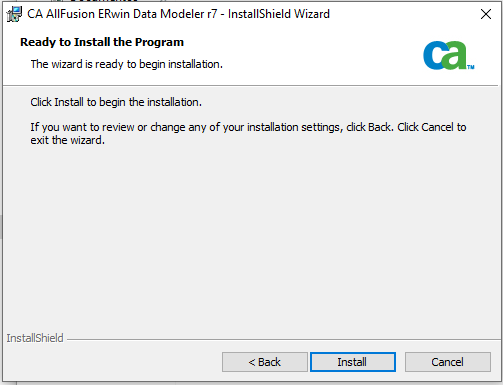 CA AllFusion ERwin Data Modeler r7 - InstallShield Wizard
Ready to Install the Program
The wizard is ready to begin installation.
ca™
Click Install to begin the installation.
If you want to review or change any of your installation settings, click Back. Click Cancel to
exit the wizard.
InstallShield
< Back
Install
Cancel